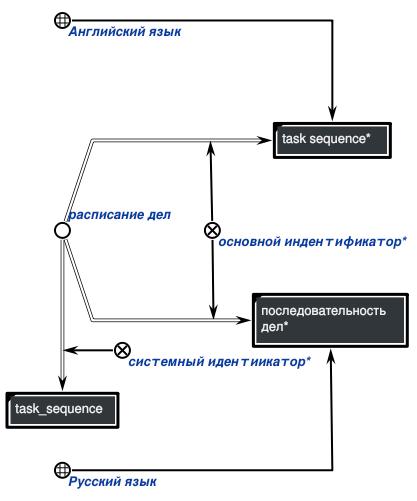 Английский язык
task sequence*
расписание дел
основной индентификатор*
последовательность
дел*
системный идентиикатор*
task_sequence
Русский язык